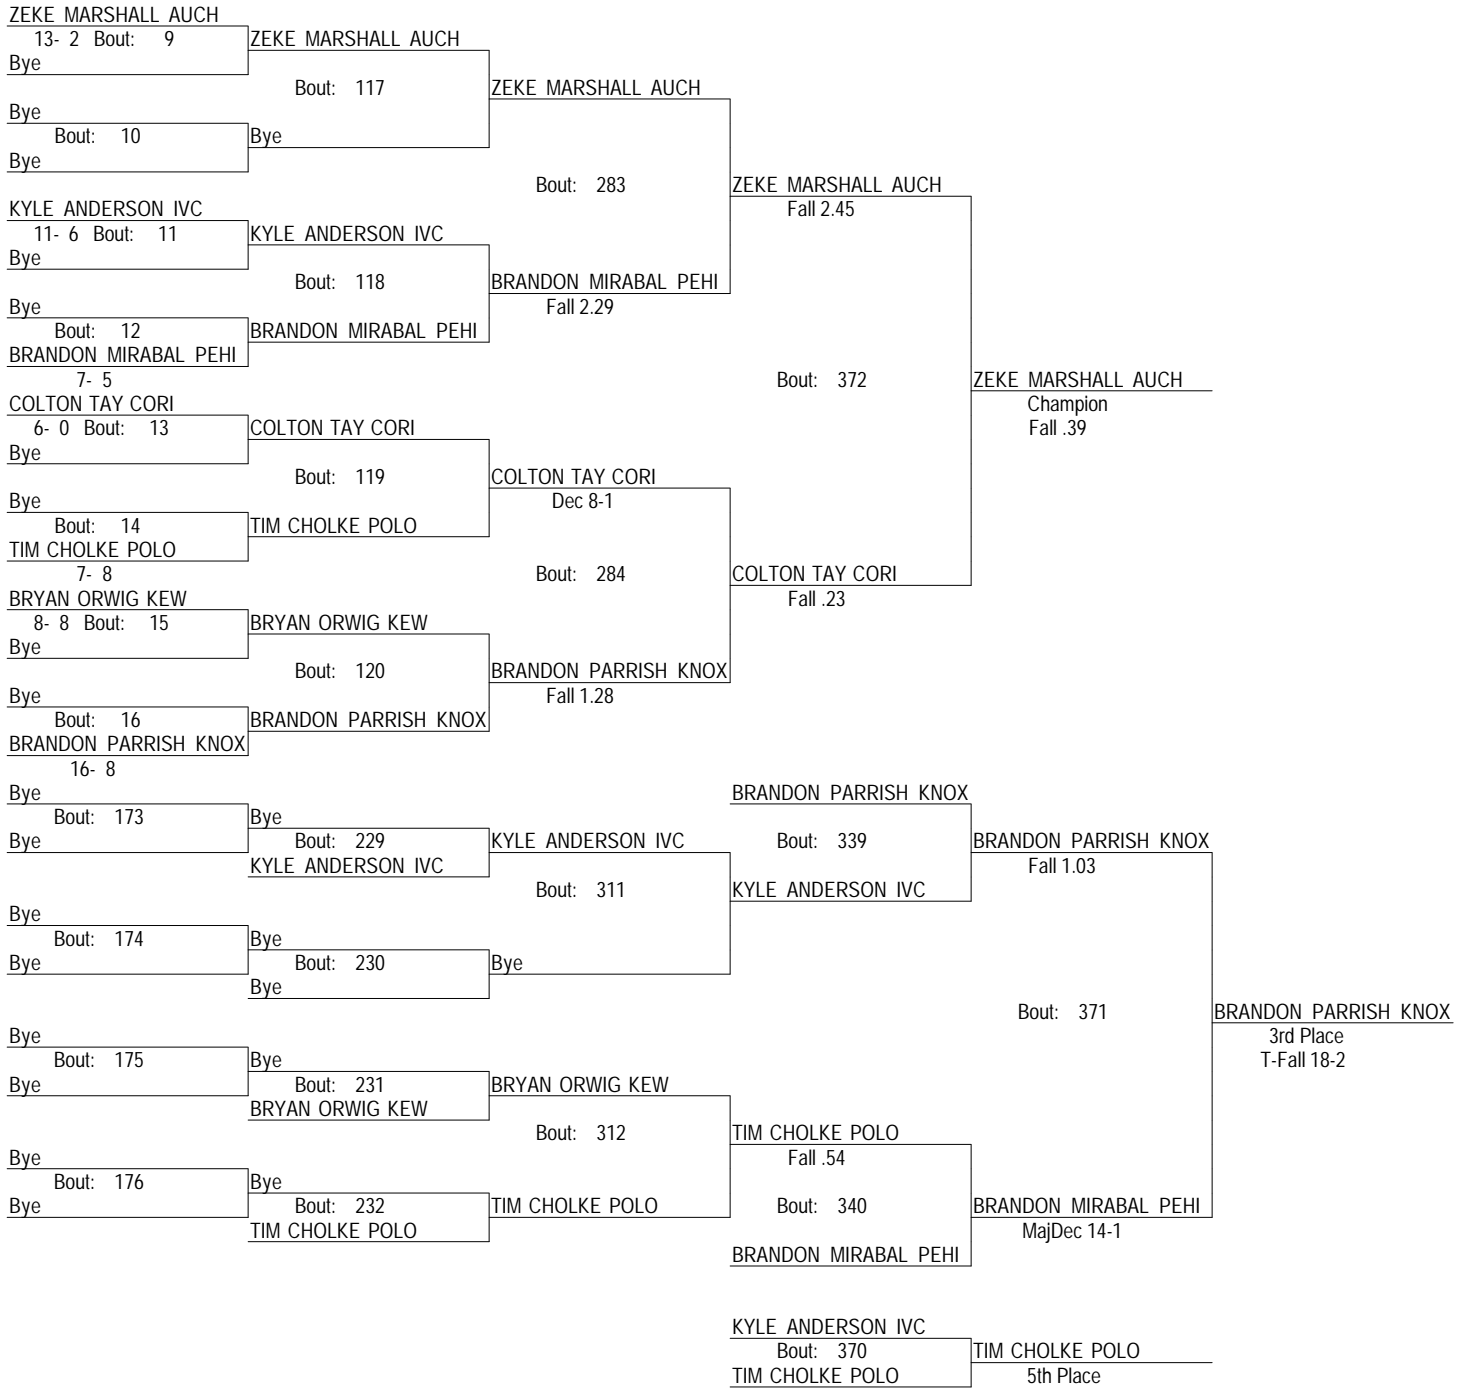 ZEKE MARSHALL AUCH
13- 2 Bout: 9 ZEKE MARSHALL AUCH
Bye
Bout: 117 ZEKE MARSHALL AUCH
Bye
Bout: 10 Bye
Bye
Bout: 283 ZEKE MARSHALL AUCH
KYLE ANDERSON IVC Fall 2.45
11- 6 Bout: 11 KYLE ANDERSON IVC
Bye
Bout: 118 BRANDON MIRABAL PEHI
Bye Fall 2.29
Bout: 12 BRANDON MIRABAL PEHI
BRANDON MIRABAL PEHI
7- 5 Bout: 372 ZEKE MARSHALL AUCH
COLTON TAY CORI Champion
6- 0 Bout: 13 COLTON TAY CORI Fall .39
Bye
Bout: 119 COLTON TAY CORI
Bye Dec 8-1
Bout: 14 TIM CHOLKE POLO
TIM CHOLKE POLO
7- 8 Bout: 284 COLTON TAY CORI
BRYAN ORWIG KEW Fall .23
8- 8 Bout: 15 BRYAN ORWIG KEW
Bye
Bout: 120 BRANDON PARRISH KNOX
Bye Fall 1.28
Bout: 16 BRANDON PARRISH KNOX
BRANDON PARRISH KNOX
16- 8
Bye BRANDON PARRISH KNOX
Bout: 173 Bye
Bye Bout: 229 KYLE ANDERSON IVC Bout: 339 BRANDON PARRISH KNOX
KYLE ANDERSON IVC Fall 1.03
Bout: 311 KYLE ANDERSON IVC
Bye
Bout: 174 Bye
Bye Bout: 230 Bye
Bye
Bout: 371 BRANDON PARRISH KNOX
Bye 3rd Place
Bout: 175 Bye T-Fall 18-2
Bye Bout: 231 BRYAN ORWIG KEW
BRYAN ORWIG KEW
Bout: 312 TIM CHOLKE POLO
Bye Fall .54
Bout: 176 Bye
Bye Bout: 232 TIM CHOLKE POLO Bout: 340 BRANDON MIRABAL PEHI
TIM CHOLKE POLO MajDec 14-1
BRANDON MIRABAL PEHI
KYLE ANDERSON IVC
Bout: 370 TIM CHOLKE POLO
TIM CHOLKE POLO 5th Place